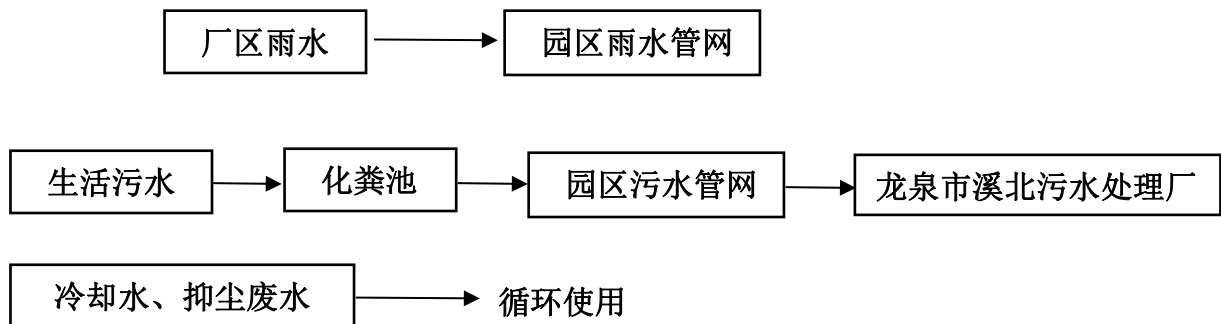 厂区雨水 园区雨水管网
生活污水 化粪池 园区污水管网 龙泉市溪北污水处理厂
冷却水、抑尘废水 循环使用